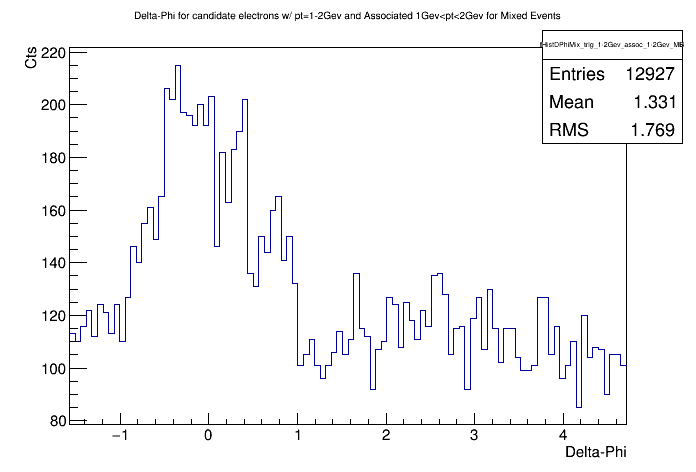 Delta-Phi for candidate electrons w/ pt=1-2Gev and Associated 1Gev<pt<2Gev for Mixed Events
Cts
HistDPhiMix_trig_1-2Gev_assoc_1-2Gev_MB
Entries 12927
Mean 1.331
RMS 1.769
220
200
180
160
140
120
100
80
−1 0 1 2 3 4
Delta-Phi